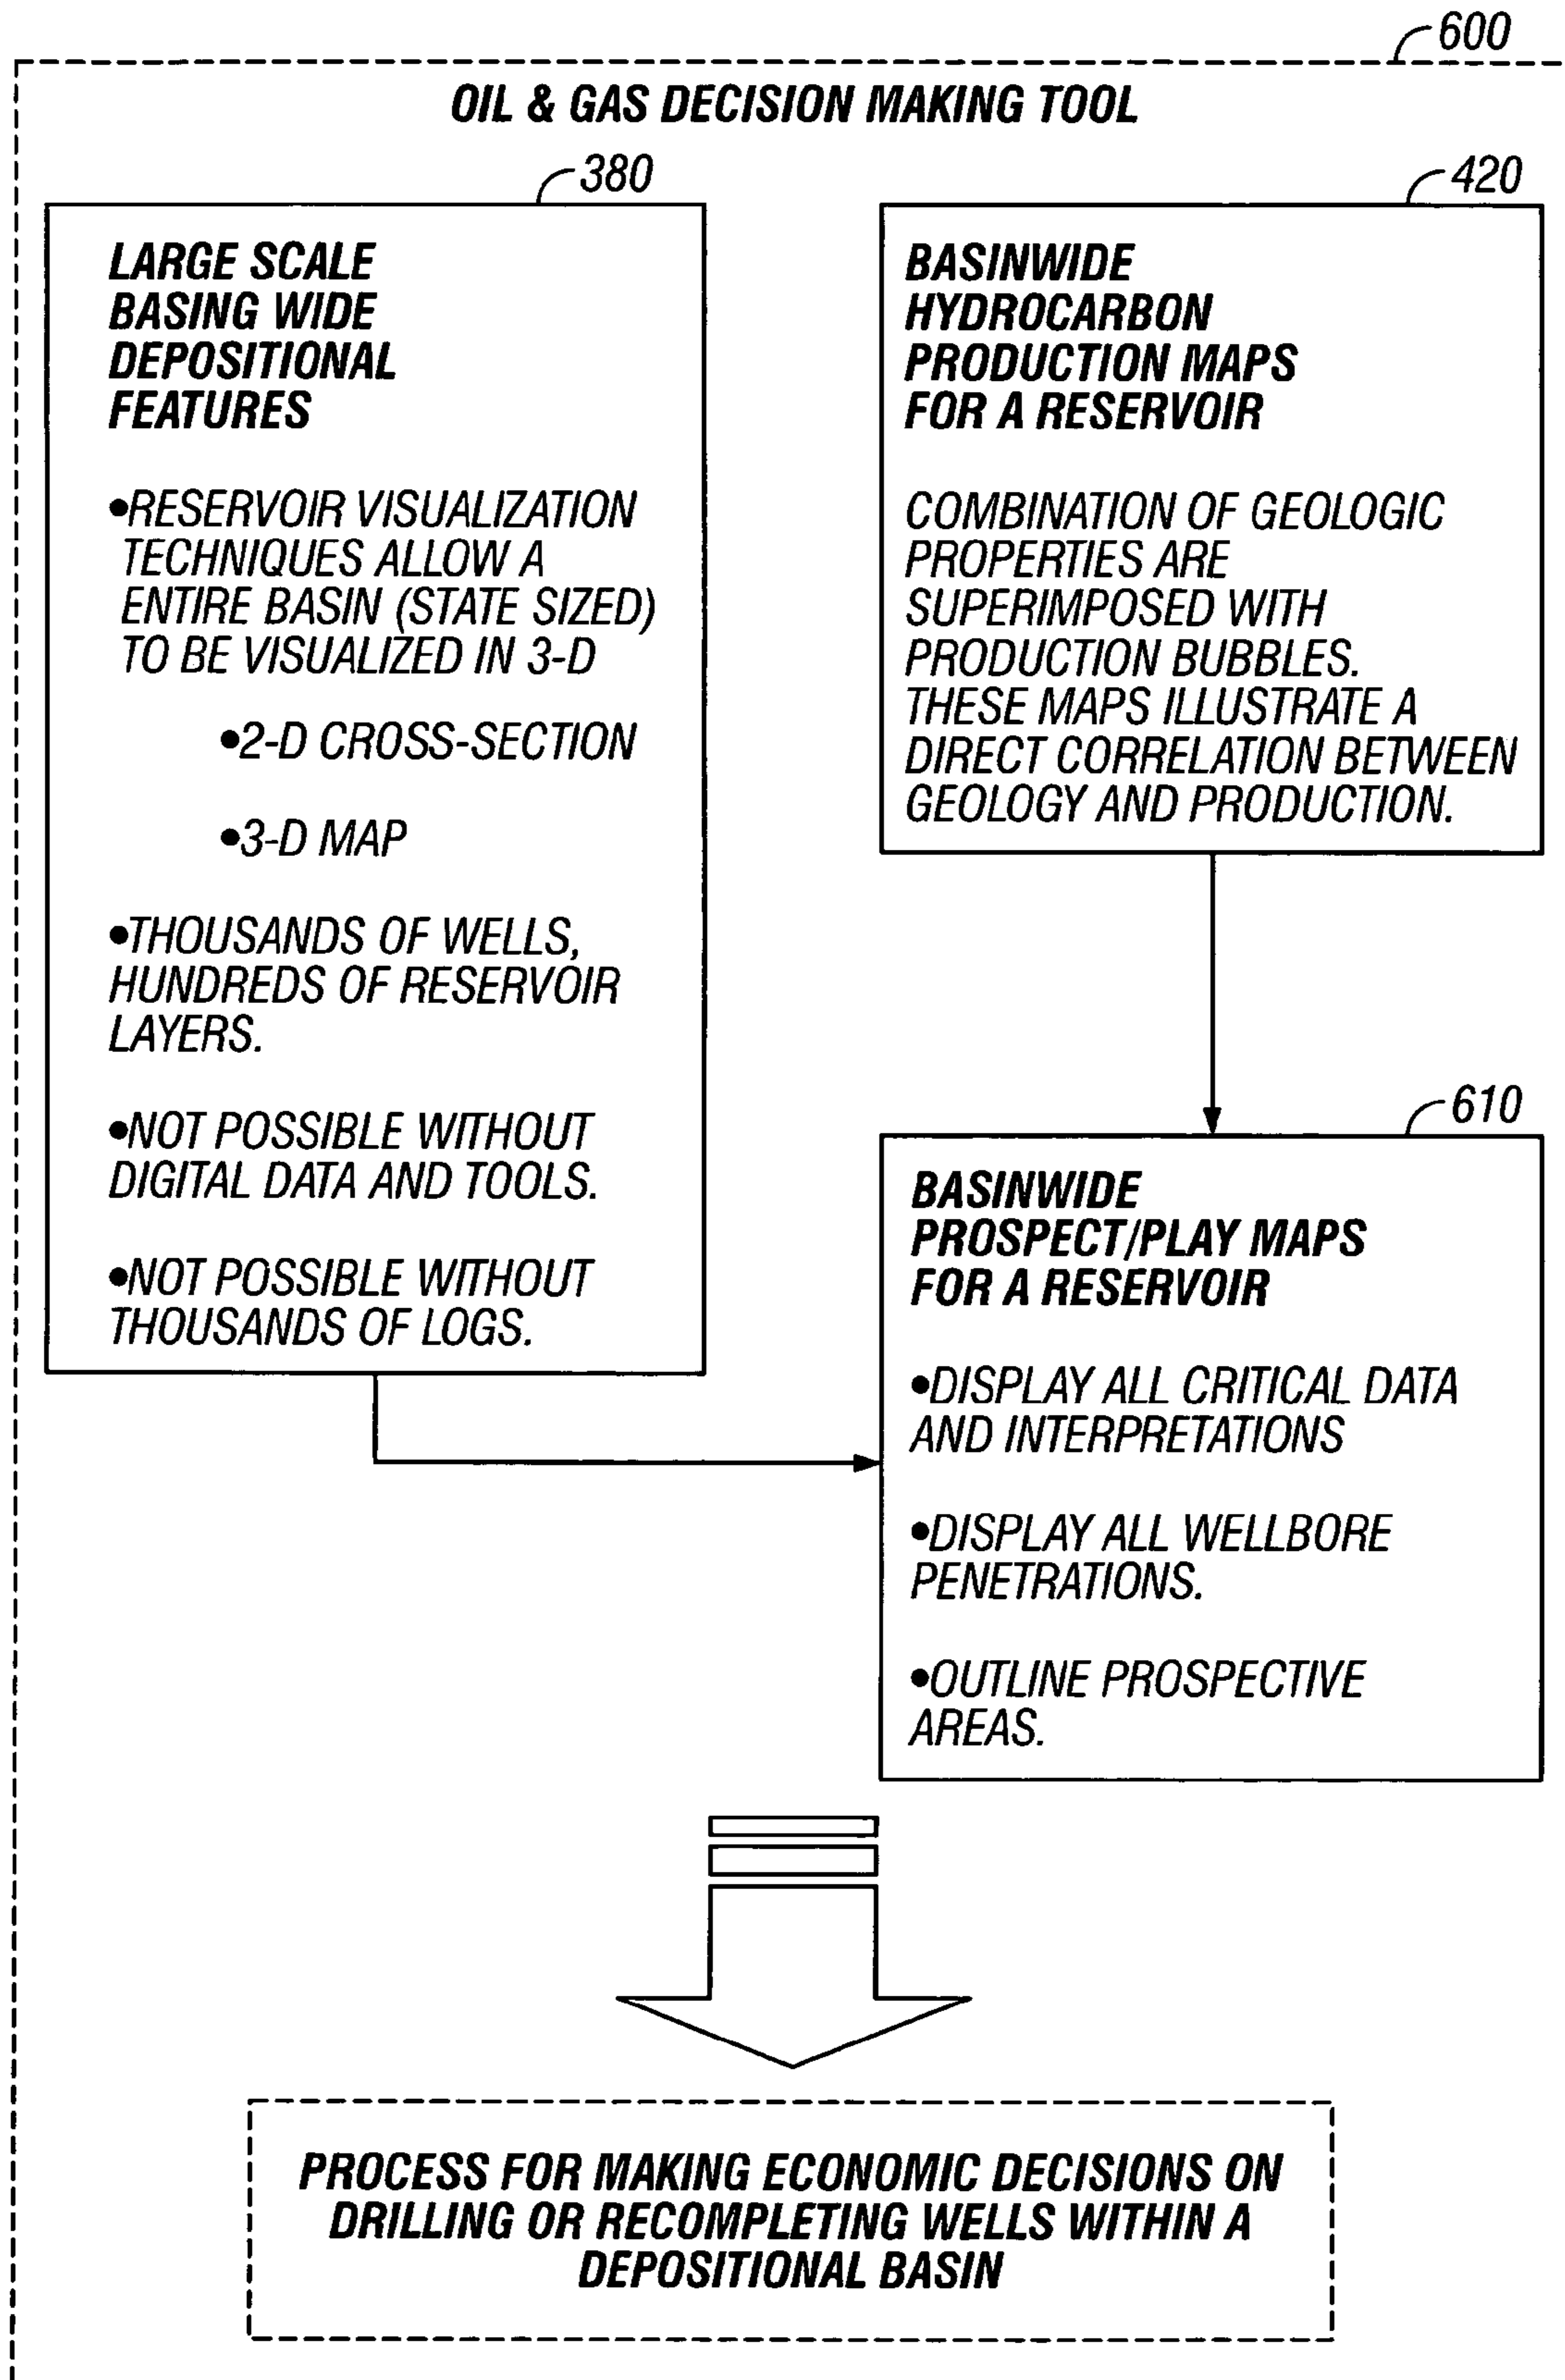 600
OIL & GAS DECISION MAKING TOOL
380
LARGE SCALE
BASING WIDE
DEPOSITIONAL
FEATURES
•RESERVOIR VISUALIZATION
TECHNIQUES ALLOW A
ENTIRE BASIN (STATE SIZED)
TO BE VISUALIZED IN 3-D
•2-D CROSS-SECTION
•3-D MAP
•THOUSANDS OF WELLS,
HUNDREDS OF RESERVOIR
LAYERS.
•NOT POSSIBLE WITHOUT
DIGITAL DATA AND TOOLS.
•NOT POSSIBLE WITHOUT
THOUSANDS OF LOGS.
420
BASINWIDE
HYDROCARBON
PRODUCTION MAPS
FOR A RESERVOIR
COMBINATION OF GEOLOGIC
PROPERTIES ARE
SUPERIMPOSED WITH
PRODUCTION BUBBLES.
THESE MAPS ILLUSTRATE A
DIRECT CORRELATION BETWEEN
GEOLOGY AND PRODUCTION.
610
BASINWIDE
PROSPECT/PLAY MAPS
FOR A RESERVOIR
•DISPLAY ALL CRITICAL DATA
AND INTERPRETATIONS
•DISPLAY ALL WELLBORE
PENETRATIONS.
•OUTLINE PROSPECTIVE
AREAS.
PROCESS FOR MAKING ECONOMIC DECISIONS ON
DRILLING OR RECOMPLETING WELLS WITHIN A
DEPOSITIONAL BASIN